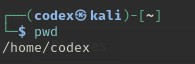 ┌──(codex㉿kali)-[~]
└─$ pwd
/home/codex